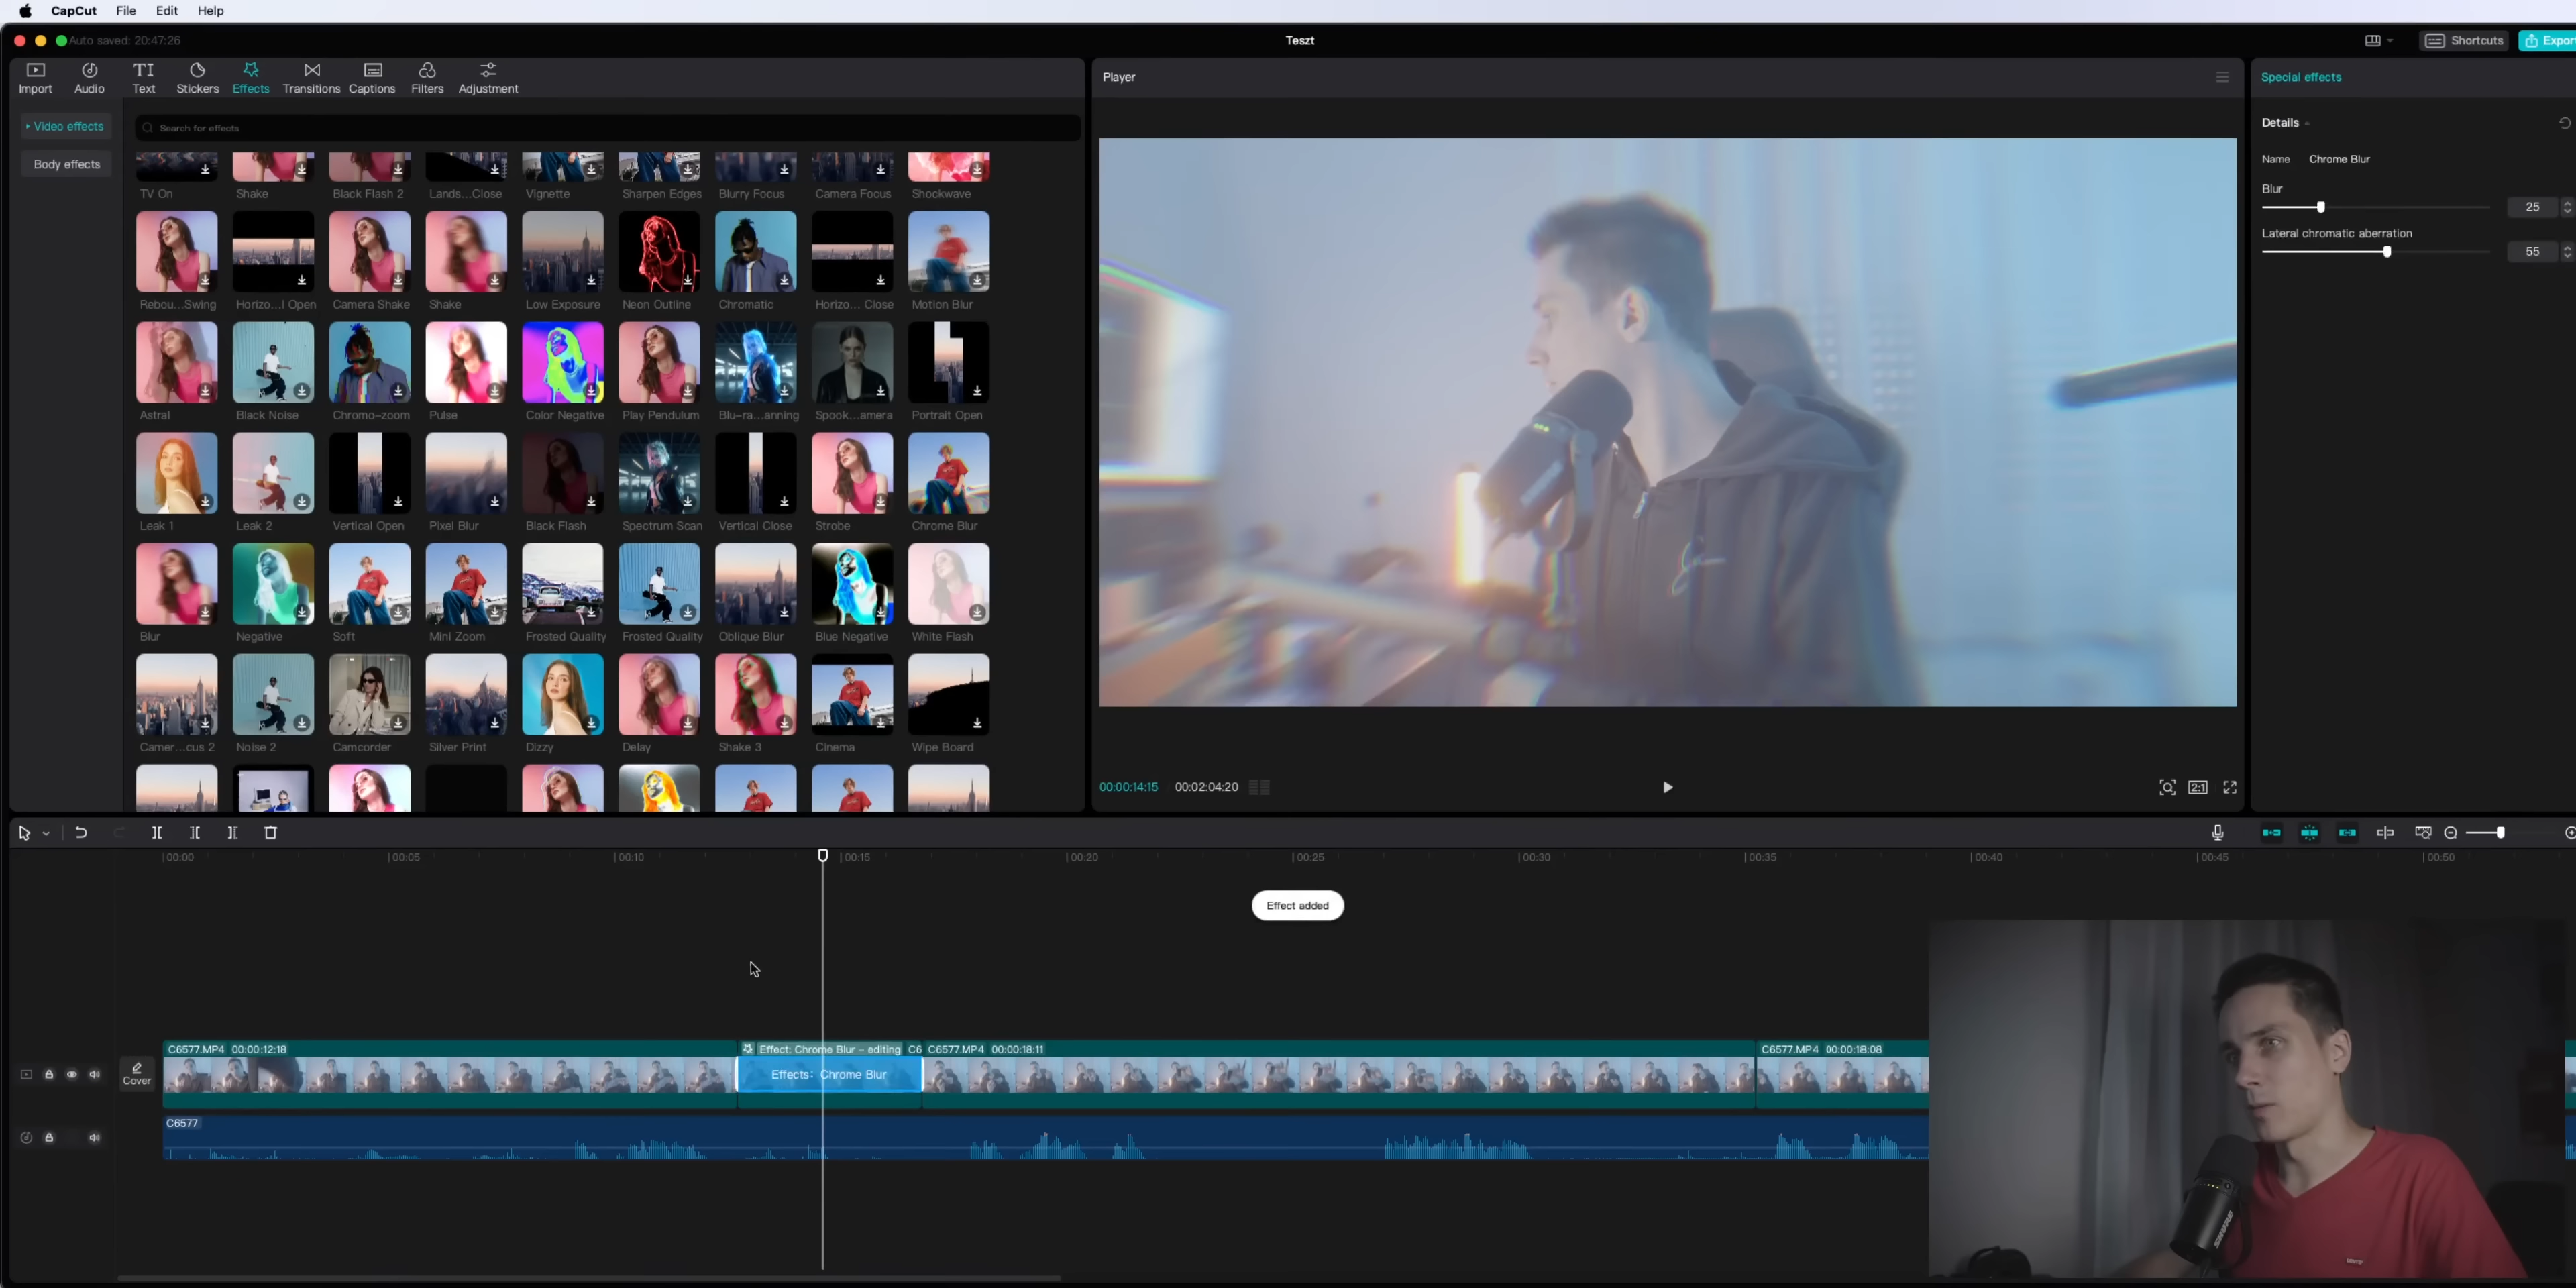 CapCut File Edit Help
Auto saved: 20:47:26
Teszt
Shortcuts
Export
Import Audio Text Stickers Effects Transitions Captions Filters Adjustment
TI
Video effects
Body effects
Search for effects
TV On Shake Black Flash 2 Lands...Close Vignette Sharpen Edges Blurry Focus Camera Focus Shockwave
Rebou...Swing Horizo...l Open Camera Shake Shake Low Exposure Neon Outline Chromatic Horizo... Close Motion Blur
Astral Black Noise Chromo-zoom Pulse Color Negative Play Pendulum Blu-ra...anning Spook...amera Portrait Open
Leak 1 Leak 2 Vertical Open Pixel Blur Black Flash Spectrum Scan Vertical Close Strobe Chrome Blur
Blur Negative Soft Mini Zoom Frosted Quality Frosted Quality Oblique Blur Blue Negative White Flash
Camer...cus 2 Noise 2 Camcorder Silver Print Dizzy Delay Shake 3 Cinema Wipe Board
Player
00:00:14:15 00:02:04:20
2:1
Special effects
Details
Name Chrome Blur
Blur
25
Lateral chromatic aberration
55
00:00 00:05 00:10 00:15 00:20 00:25 00:30 00:35 00:40 00:45 00:50
Effect added
Cover
C6577.MP4 00:00:12:18
Effect: Chrome Blur – editing C6
C6577.MP4 00:00:18:11
C6577.MP4 00:00:18:08
Effects: Chrome Blur
C6577
SHURE